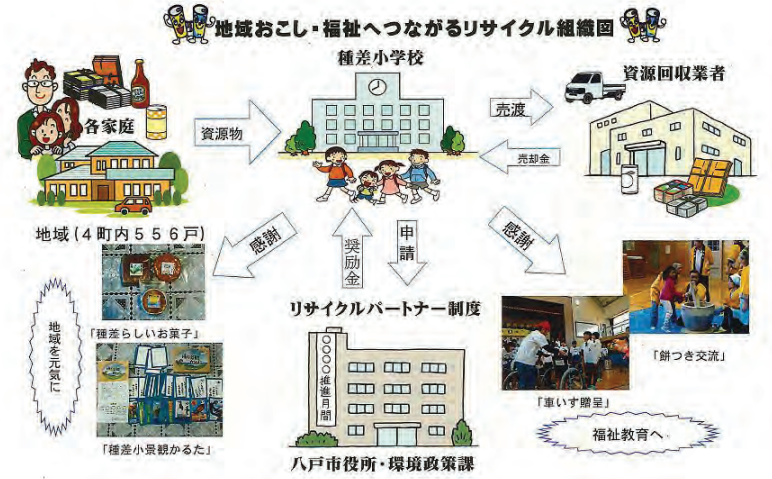 地域おこし・福祉へつながるリサイクル組織図
種差小学校
資源回収業者
各家庭
資源物
売渡
売却金
地域(4町内556戸)
感謝
奨励金
申請
感謝
地域を元気に
「種差らしいお菓子」
リサイクルパートナー制度
〇〇〇〇推進月間
「餅つき交流」
「車いす贈呈」
福祉教育へ
「種差小景観かるた」
八戸市役所・環境政策課